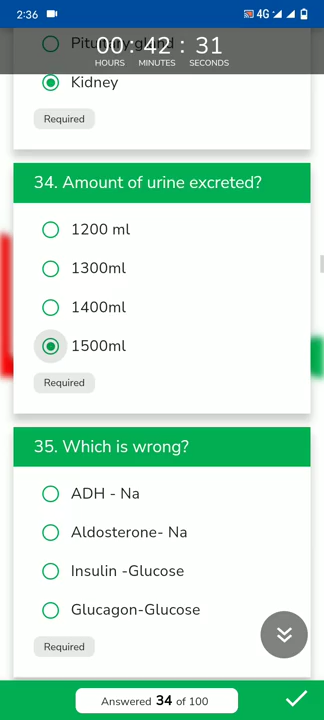 2:36
4G
Pituitary gland
00: 42 : 31
HOURS MINUTES SECONDS
Kidney
Required
34. Amount of urine excreted?
1200 ml
1300ml
1400ml
1500ml
Required
35. Which is wrong?
ADH - Na
Aldosterone- Na
Insulin -Glucose
Glucagon-Glucose
Required
Answered 34 of 100